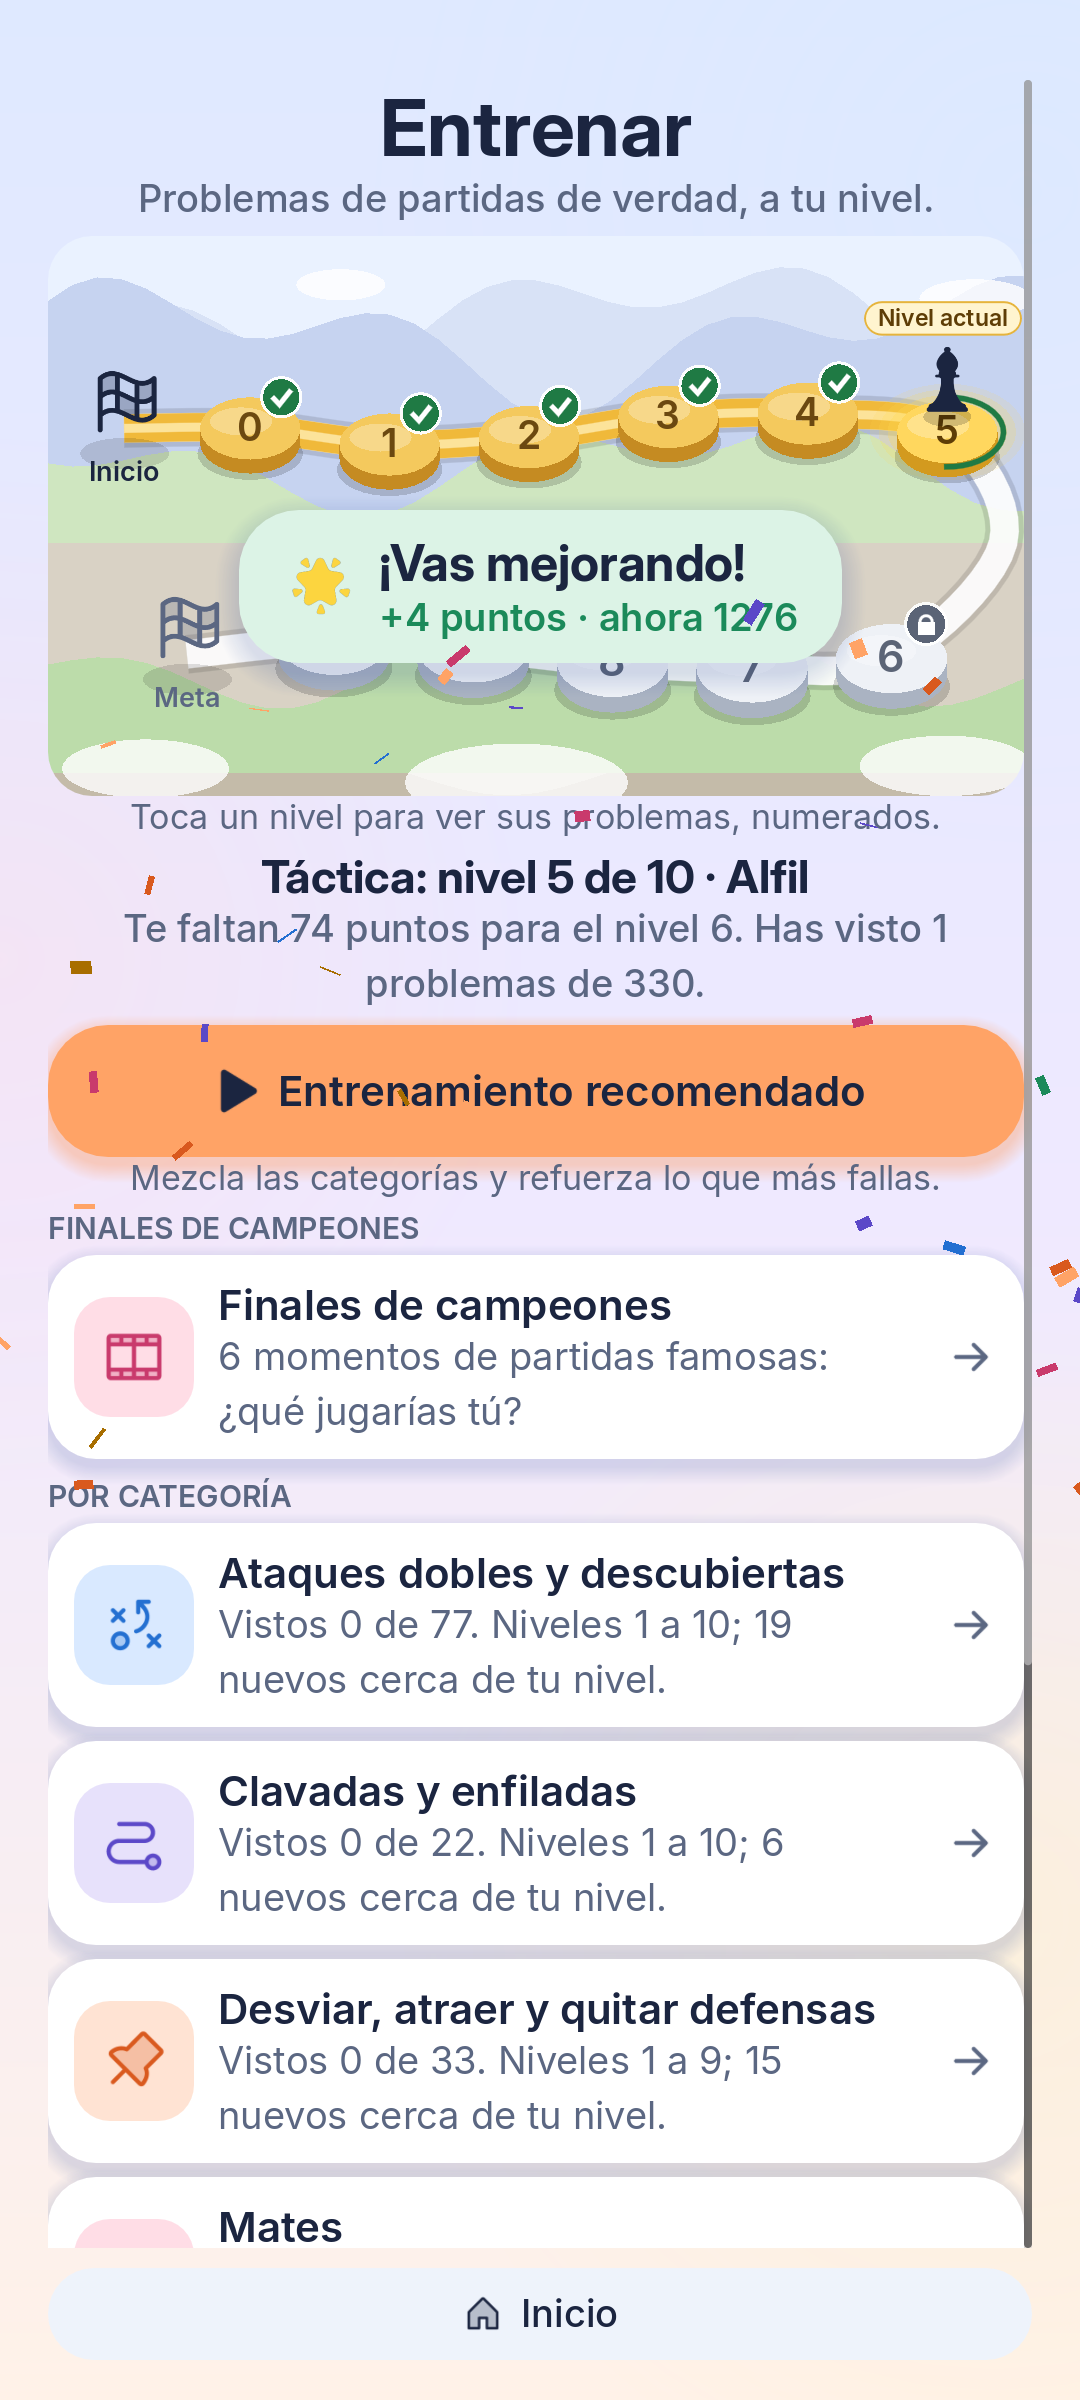 Entrenar
Problemas de partidas de verdad, a tu nivel.
Nivel actual
0
1
2
3
4
5
Inicio
¡Vas mejorando!
+4 puntos · ahora 1276
Meta
8
7
6
Toca un nivel para ver sus problemas, numerados.
Táctica: nivel 5 de 10 · Alfil
Te faltan 74 puntos para el nivel 6. Has visto 1
problemas de 330.
Entrenamiento recomendado
Mezcla las categorías y refuerza lo que más fallas.
FINALES DE CAMPEONES
Finales de campeones
6 momentos de partidas famosas:
¿qué jugarías tú?
POR CATEGORÍA
Ataques dobles y descubiertas
Vistos 0 de 77. Niveles 1 a 10; 19
nuevos cerca de tu nivel.
Clavadas y enfiladas
Vistos 0 de 22. Niveles 1 a 10; 6
nuevos cerca de tu nivel.
Desviar, atraer y quitar defensas
Vistos 0 de 33. Niveles 1 a 9; 15
nuevos cerca de tu nivel.
Mates
Inicio